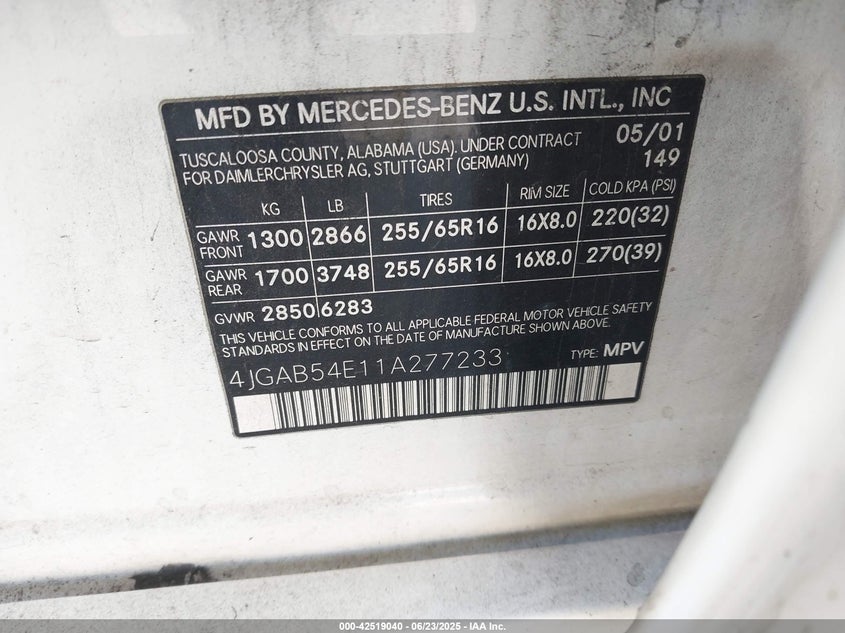 MFD BY MERCEDES-BENZ U.S. INTL., INC
TUSCALOOSA COUNTY, ALABAMA (USA). UNDER CONTRACT 05/01
FOR DAIMLERCHRYSLER AG, STUTTGART (GERMANY) 149
KG LB TIRES RIM SIZE COLD KPA (PSI)
GAWR FRONT 1300 2866 255/65R16 16X8.0 220(32)
GAWR REAR 1700 3748 255/65R16 16X8.0 270(39)
GVWR 2850 6283
THIS VEHICLE CONFORMS TO ALL APPLICABLE FEDERAL MOTOR VEHICLE SAFETY
STANDARDS IN EFFECT ON THE DATE OF MANUFACTURE SHOWN ABOVE.
4JGAB54E11A277233 TYPE: MPV
000-42519040 - 06/23/2025 - IAA Inc.